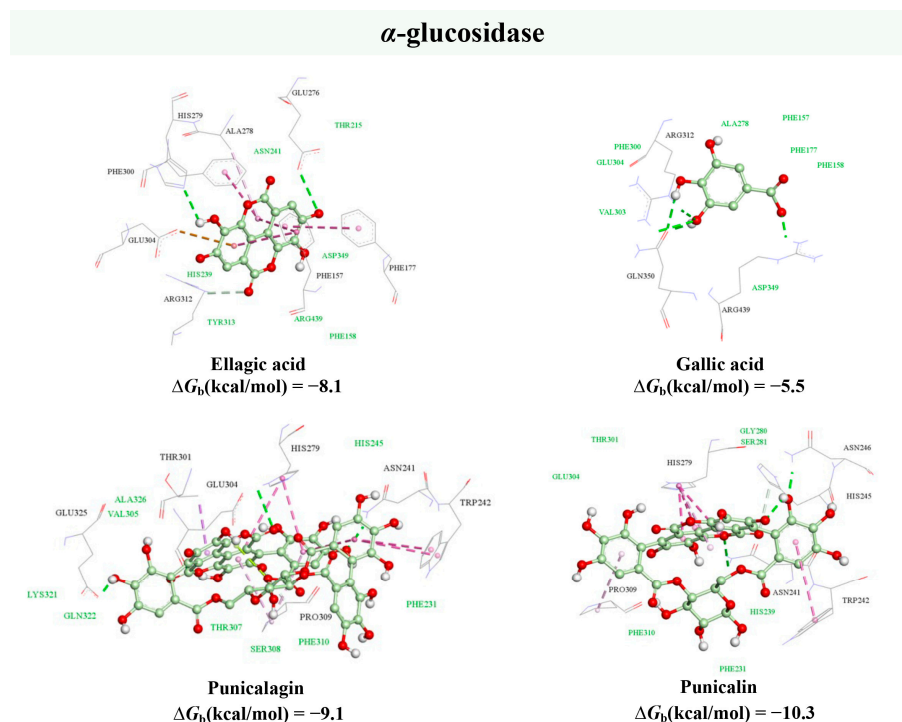 α-glucosidase
GLU276
HIS279
THR215
ALA278
ASN241
PHE300
GLU304
ASP349
HIS239
PHE157
PHE177
ARG312
TYR313
ARG439
PHE158
Ellagic acid
ΔGb(kcal/mol) = −8.1
ALA278
PHE157
ARG312
PHE300
PHE177
GLU304
PHE158
VAL303
GLN350
ASP349
ARG439
Gallic acid
ΔGb(kcal/mol) = −5.5
HIS279
HIS245
THR301
ASN241
GLU304
ALA326
TRP242
GLU325
VAL305
LYS321
PHE231
GLN322
PRO309
THR307
PHE310
SER308
Punicalagin
ΔGb(kcal/mol) = −9.1
GLY280
THR301
SER281
ASN246
HIS279
GLU304
HIS245
PRO309
ASN241
TRP242
HIS239
PHE310
PHE231
Punicalin
ΔGb(kcal/mol) = −10.3